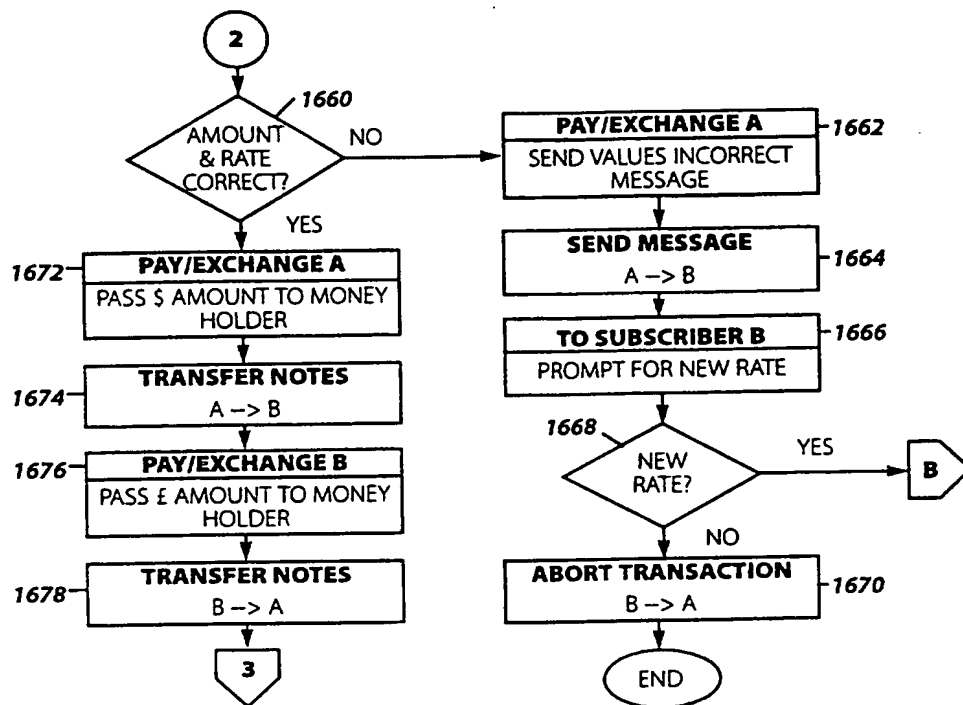 2
1660
AMOUNT
& RATE
CORRECT?
NO
YES
1672
PAY/EXCHANGE A
PASS $ AMOUNT TO MONEY
HOLDER
1674
TRANSFER NOTES
A –> B
1676
PAY/EXCHANGE B
PASS £ AMOUNT TO MONEY
HOLDER
1678
TRANSFER NOTES
B –> A
3
PAY/EXCHANGE A
1662
SEND VALUES INCORRECT
MESSAGE
SEND MESSAGE
1664
A –> B
TO SUBSCRIBER B
1666
PROMPT FOR NEW RATE
1668
NEW
RATE?
YES
B
NO
ABORT TRANSACTION
1670
B –> A
END